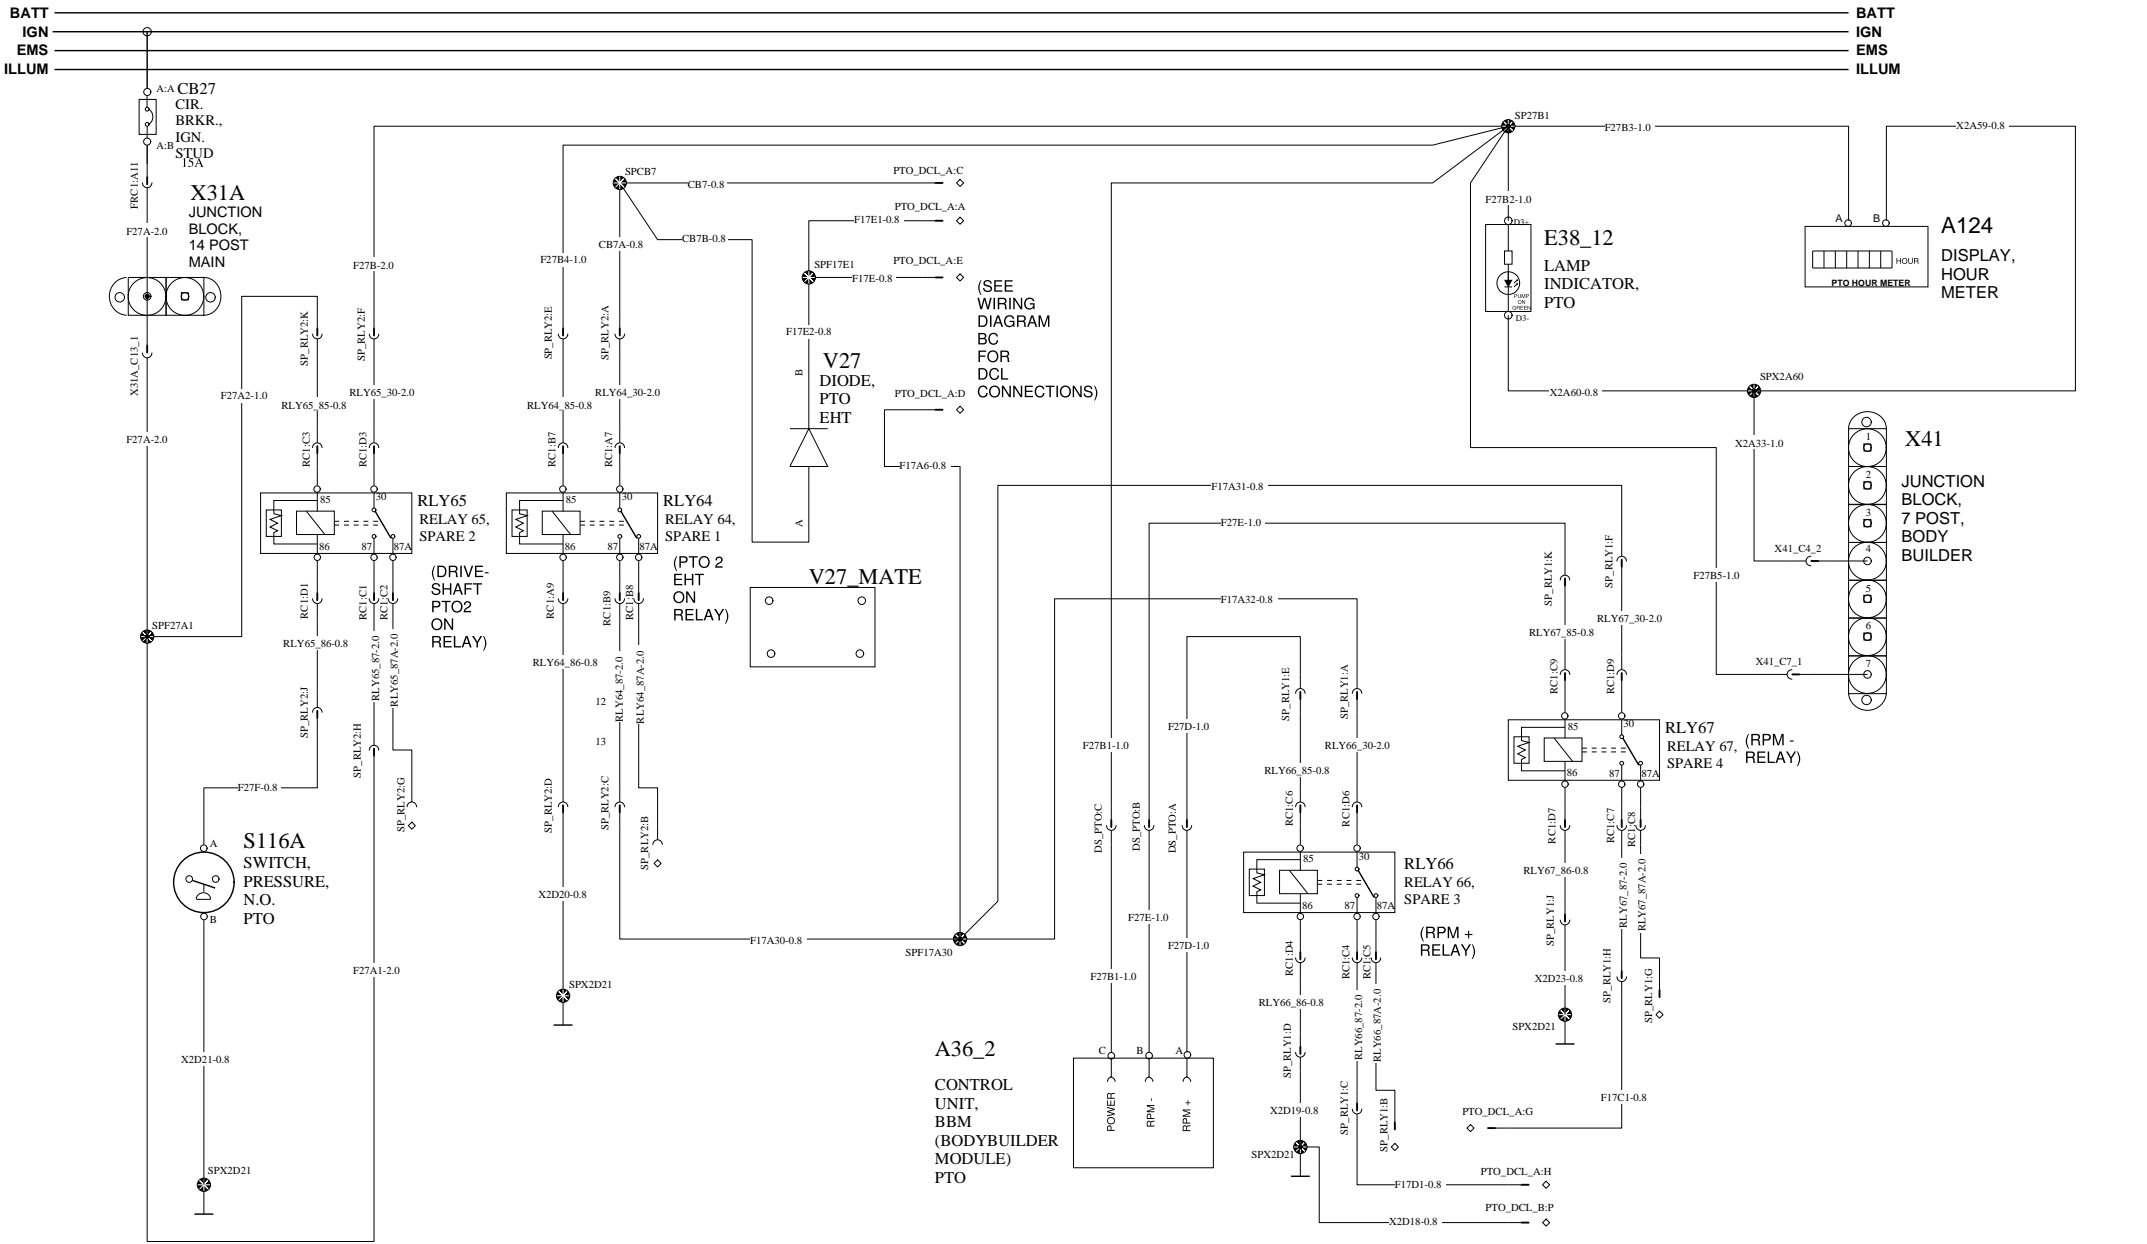 BATT
IGN
EMS
ILLUM
BATT
IGN
EMS
ILLUM
A:A
CB27
CIR.
BRKR.,
IGN.
STUD
15A
A:B
FRC1:A11
F27A-2.0
X31A
JUNCTION
BLOCK,
14 POST
MAIN
X31A_C13_1
F27A-2.0
F27A2-1.0
SPF27A1
SP_RLY2:K
SP_RLY2:F
F27B-2.0
RLY65_85-0.8
RLY65_30-2.0
RC1:C3
RC1:D3
85
30
86
87
87A
RLY65
RELAY 65,
SPARE 2
(DRIVE-
SHAFT
PTO2
ON
RELAY)
RC1:D1
RC1:C1
RC1:C2
RLY65_86-0.8
RLY65_87-2.0
RLY65_87A-2.0
SP_RLY2:J
SP_RLY2:H
SP_RLY2:G
F27F-0.8
A
S116A
SWITCH,
PRESSURE,
N.O.
PTO
B
F27A1-2.0
X2D21-0.8
SPX2D21
SPCB7
CB7-0.8
PTO_DCL_A:C
F27B4-1.0
CB7A-0.8
CB7B-0.8
PTO_DCL_A:A
F17E1-0.8
SPF17E1
F17E-0.8
PTO_DCL_A:E
(SEE
WIRING
DIAGRAM
BC
FOR
DCL
CONNECTIONS)
SP_RLY2:E
SP_RLY2:A
F17E2-0.8
B
V27
DIODE,
PTO
EHT
A
PTO_DCL_A:D
F17A6-0.8
RLY64_85-0.8
RLY64_30-2.0
RC1:B7
RC1:A7
85
30
86
87
87A
RLY64
RELAY 64,
SPARE 1
(PTO 2
EHT
ON
RELAY)
V27_MATE
RC1:A9
RC1:B9
RC1:B8
RLY64_86-0.8
RLY64_87-2.0
RLY64_87A-2.0
12
13
SP_RLY2:D
SP_RLY2:C
SP_RLY2:B
X2D20-0.8
F17A30-0.8
SPF17A30
SPX2D21
SP27B1
F27B3-1.0
X2A59-0.8
F27B2-1.0
D3+
PUMP
ON
GREEN
D3-
E38_12
LAMP
INDICATOR,
PTO
A
B
HOUR
PTO HOUR METER
A124
DISPLAY,
HOUR
METER
X2A60-0.8
SPX2A60
X2A33-1.0
X41
JUNCTION
BLOCK,
7 POST,
BODY
BUILDER
1
2
3
4
5
6
7
X41_C4_2
F27B5-1.0
X41_C7_1
F17A31-0.8
F27E-1.0
F17A32-0.8
SP_RLY1:K
SP_RLY1:F
RLY67_85-0.8
RLY67_30-2.0
RC1:C9
RC1:D9
85
30
86
87
87A
RLY67
RELAY 67,
SPARE 4
(RPM -
RELAY)
RC1:D7
RC1:C7
RC1:C8
RLY67_86-0.8
RLY67_87-2.0
RLY67_87A-2.0
SP_RLY1:J
SP_RLY1:H
SP_RLY1:G
X2D23-0.8
SPX2D21
F17C1-0.8
PTO_DCL_A:G
SP_RLY1:E
SP_RLY1:A
F27D-1.0
F27B1-1.0
RLY66_30-2.0
RLY66_85-0.8
RC1:C6
RC1:D6
DS_PTO:C
DS_PTO:B
DS_PTO:A
85
30
86
87
87A
RLY66
RELAY 66,
SPARE 3
(RPM +
RELAY)
F27E-1.0
F27D-1.0
F27B1-1.0
RC1:D4
RC1:C4
RC1:C5
RLY66_86-0.8
RLY66_87-2.0
RLY66_87A-2.0
SP_RLY1:D
SP_RLY1:C
SP_RLY1:B
X2D19-0.8
SPX2D21
A36_2
CONTROL
UNIT,
BBM
(BODYBUILDER
MODULE)
PTO
C
B
A
POWER
RPM -
RPM +
PTO_DCL_A:H
F17D1-0.8
PTO_DCL_B:P
X2D18-0.8